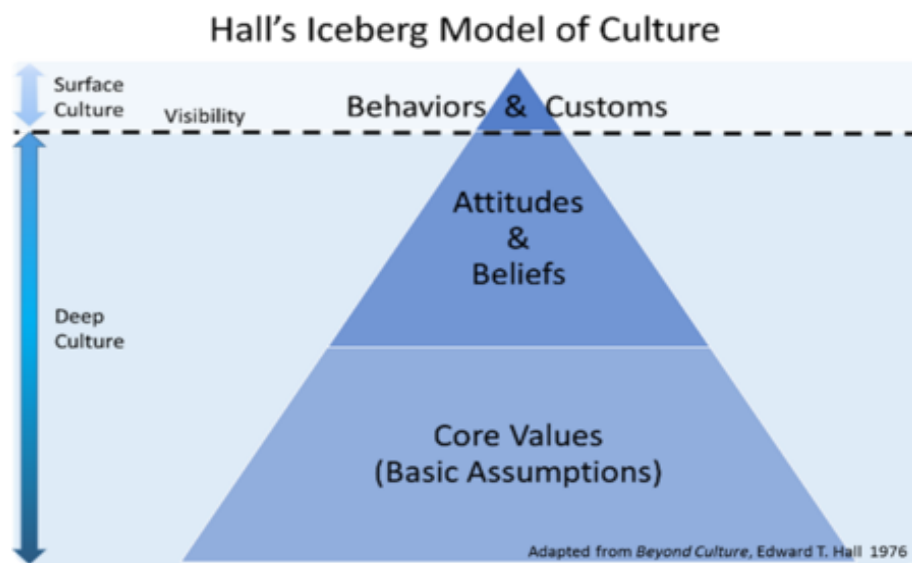 Hall's Iceberg Model of Culture
Surface
Culture
Visibility
Behaviors & Customs
Attitudes
&
Beliefs
Deep
Culture
Core Values
(Basic Assumptions)
Adapted from Beyond Culture, Edward T. Hall 1976